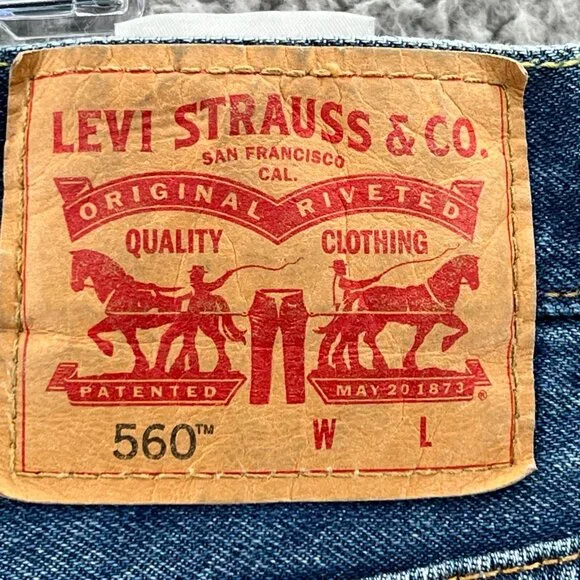 LEVI STRAUSS & CO.
SAN FRANCISCO
CAL.
ORIGINAL RIVETED
QUALITY CLOTHING
PATENTED MAY 20 1873 ®
560™ W L